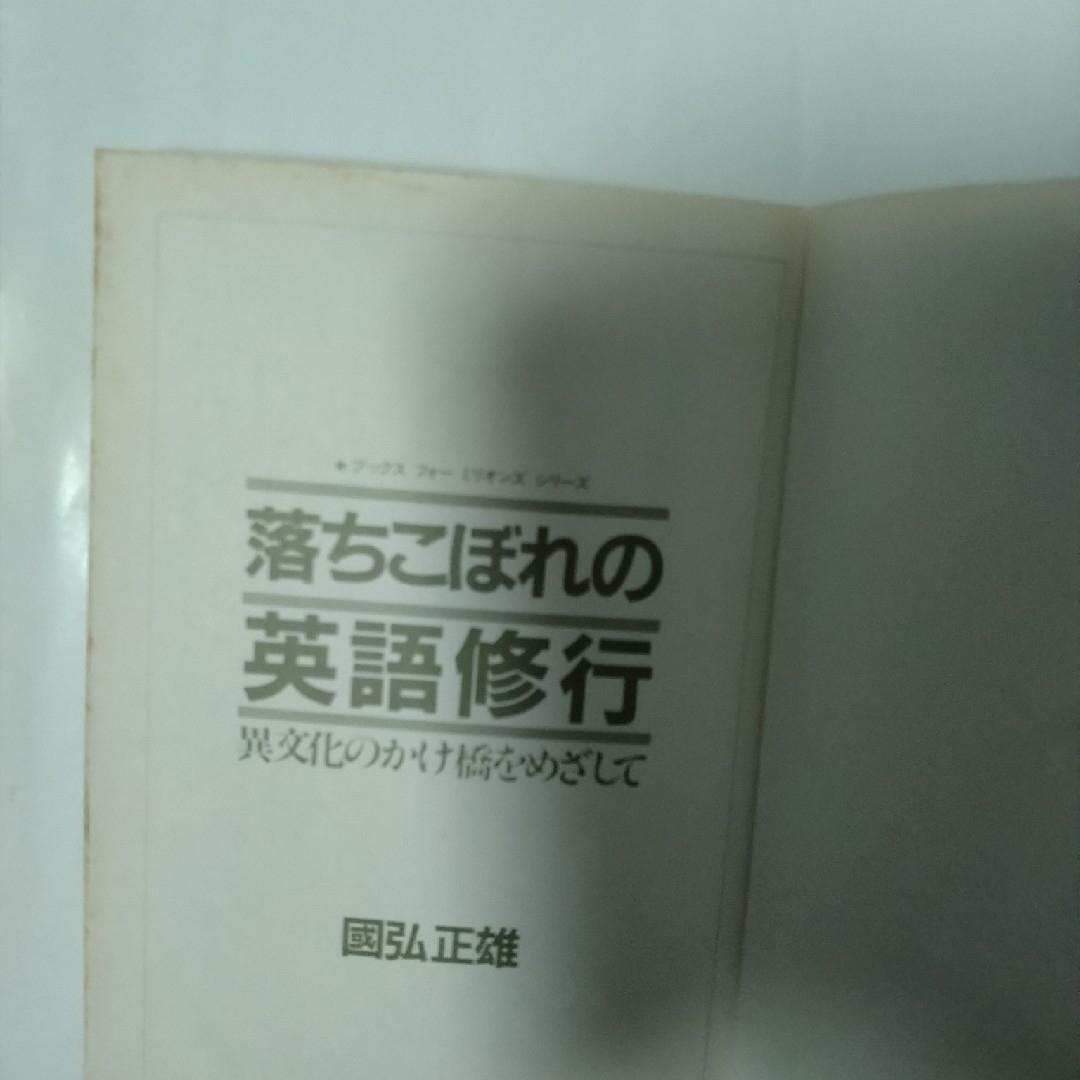 ★ブックス フォー ミリオンズ シリーズ
落ちこぼれの
英語修行
異文化のかけ橋をめざして
國弘正雄